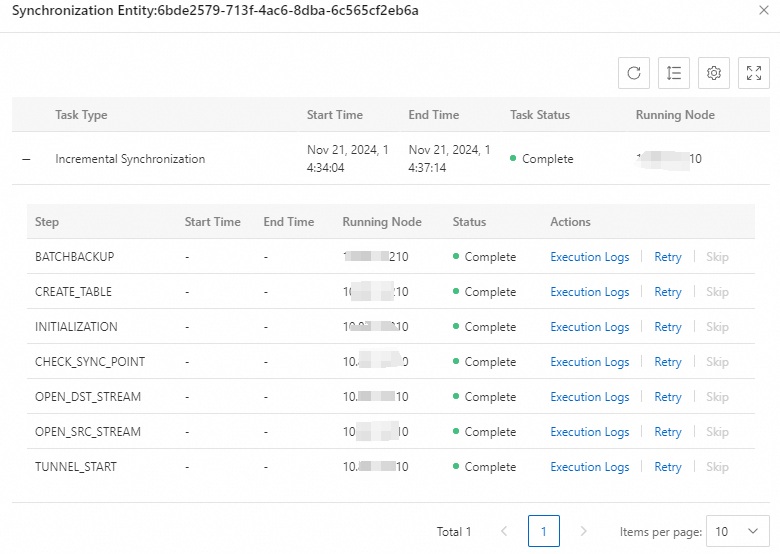 Synchronization Entity:6bde2579-713f-4ac6-8dba-6c565cf2eb6a
Task Type Start Time End Time Task Status Running Node
Incremental Synchronization Nov 21, 2024, 1 Nov 21, 2024, 1 Complete 10
4:34:04 4:37:14
Step Start Time End Time Running Node Status Actions
BATCHBACKUP - - 210 Complete Execution Logs Retry Skip
CREATE_TABLE - - 10 Complete Execution Logs Retry Skip
INITIALIZATION - - 10 Complete Execution Logs Retry Skip
CHECK_SYNC_POINT - - 10. Complete Execution Logs Retry Skip
OPEN_DST_STREAM - - 10. 10 Complete Execution Logs Retry Skip
OPEN_SRC_STREAM - - 10 10 Complete Execution Logs Retry Skip
TUNNEL_START - - 10. 10 Complete Execution Logs Retry Skip
Total 1 < 1 > Items per page: 10